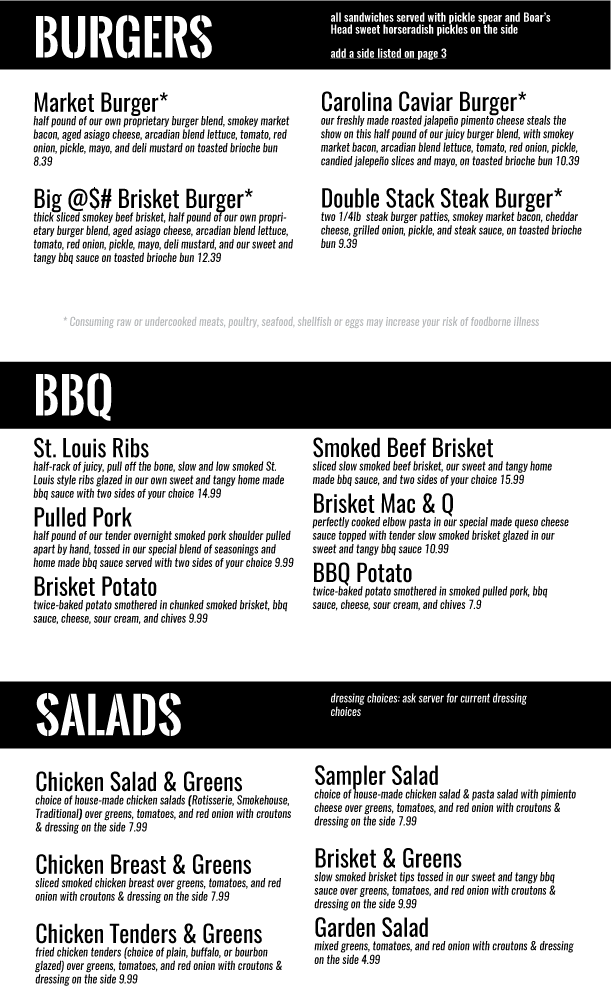 BURGERS
all sandwiches served with pickle spear and Boar's
Head sweet horseradish pickles on the side
add a side listed on page 3
Market Burger*
half pound of our own proprietary burger blend, smokey market
bacon, aged asiago cheese, arcadian blend lettuce, tomato, red
onion, pickle, mayo, and deli mustard on toasted brioche bun
8.39
Carolina Caviar Burger*
our freshly made roasted jalapeño pimento cheese steals the
show on this half pound of our juicy burger blend, with smokey
market bacon, arcadian blend lettuce, tomato, red onion, pickle,
candied jalepeño slices and mayo, on toasted brioche bun 10.39
Big @$# Brisket Burger*
thick sliced smokey beef brisket, half pound of our own propri-
etary burger blend, aged asiago cheese, arcadian blend lettuce,
tomato, red onion, pickle, mayo, deli mustard, and our sweet and
tangy bbq sauce on toasted brioche bun 12.39
Double Stack Steak Burger*
two 1/4lb steak burger patties, smokey market bacon, cheddar
cheese, grilled onion, pickle, and steak sauce, on toasted brioche
bun 9.39
* Consuming raw or undercooked meats, poultry, seafood, shellfish or eggs may increase your risk of foodborne illness
BBQ
St. Louis Ribs
half-rack of juicy, pull off the bone, slow and low smoked St.
Louis style ribs glazed in our own sweet and tangy home made
bbq sauce with two sides of your choice 14.99
Pulled Pork
half pound of our tender overnight smoked pork shoulder pulled
apart by hand, tossed in our special blend of seasonings and
home made bbq sauce served with two sides of your choice 9.99
Brisket Potato
twice-baked potato smothered in chunked smoked brisket, bbq
sauce, cheese, sour cream, and chives 9.99
Smoked Beef Brisket
sliced slow smoked beef brisket, our sweet and tangy home
made bbq sauce, and two sides of your choice 15.99
Brisket Mac & Q
perfectly cooked elbow pasta in our special made queso cheese
sauce topped with tender slow smoked brisket glazed in our
sweet and tangy bbq sauce 10.99
BBQ Potato
twice-baked potato smothered in smoked pulled pork, bbq
sauce, cheese, sour cream, and chives 7.9
SALADS
dressing choices: ask server for current dressing
choices
Chicken Salad & Greens
choice of house-made chicken salads (Rotisserie, Smokehouse,
Traditional) over greens, tomatoes, and red onion with croutons
& dressing on the side 7.99
Chicken Breast & Greens
sliced smoked chicken breast over greens, tomatoes, and red
onion with croutons & dressing on the side 7.99
Chicken Tenders & Greens
fried chicken tenders (choice of plain, buffalo, or bourbon
glazed) over greens, tomatoes, and red onion with croutons &
dressing on the side 9.99
Sampler Salad
choice of house-made chicken salad & pasta salad with pimiento
cheese over greens, tomatoes, and red onion with croutons &
dressing on the side 7.99
Brisket & Greens
slow smoked brisket tips tossed in our sweet and tangy bbq
sauce over greens, tomatoes, and red onion with croutons &
dressing on the side 9.99
Garden Salad
mixed greens, tomatoes, and red onion with croutons & dressing
on the side 4.99